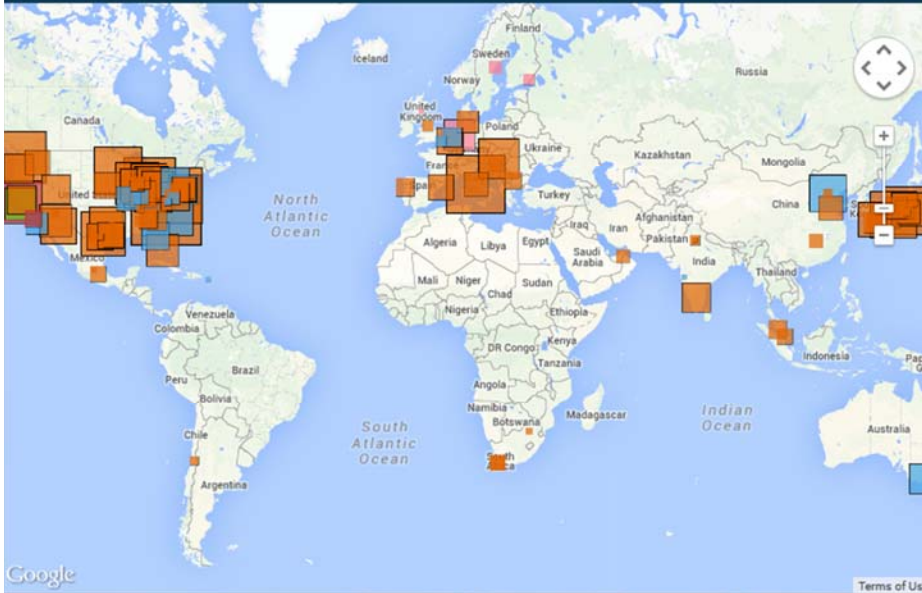 Finland
Iceland
Sweden
Norway
Russia
United
Kingdom
Canada
Poland
Ukraine
France
Kazakhstan
Mongolia
United
North
Atlantic
Ocean
Turkey
China
Afghanistan
Iraq
Iran
Algeria
Libya
Egypt
Pakistan
Saudi
Arabia
India
Mexico
Mali
Niger
Sudan
Thailand
Chad
Nigeria
Venezuela
Ethiopia
Colombia
DR Congo
Kenya
Indonesia
Tanzania
Brazil
Peru
Angola
Bolivia
Namibia
Madagascar
Botswana
Indian
Ocean
South
Atlantic
Ocean
Chile
Australia
South
Africa
Argentina
Google
Terms of Us